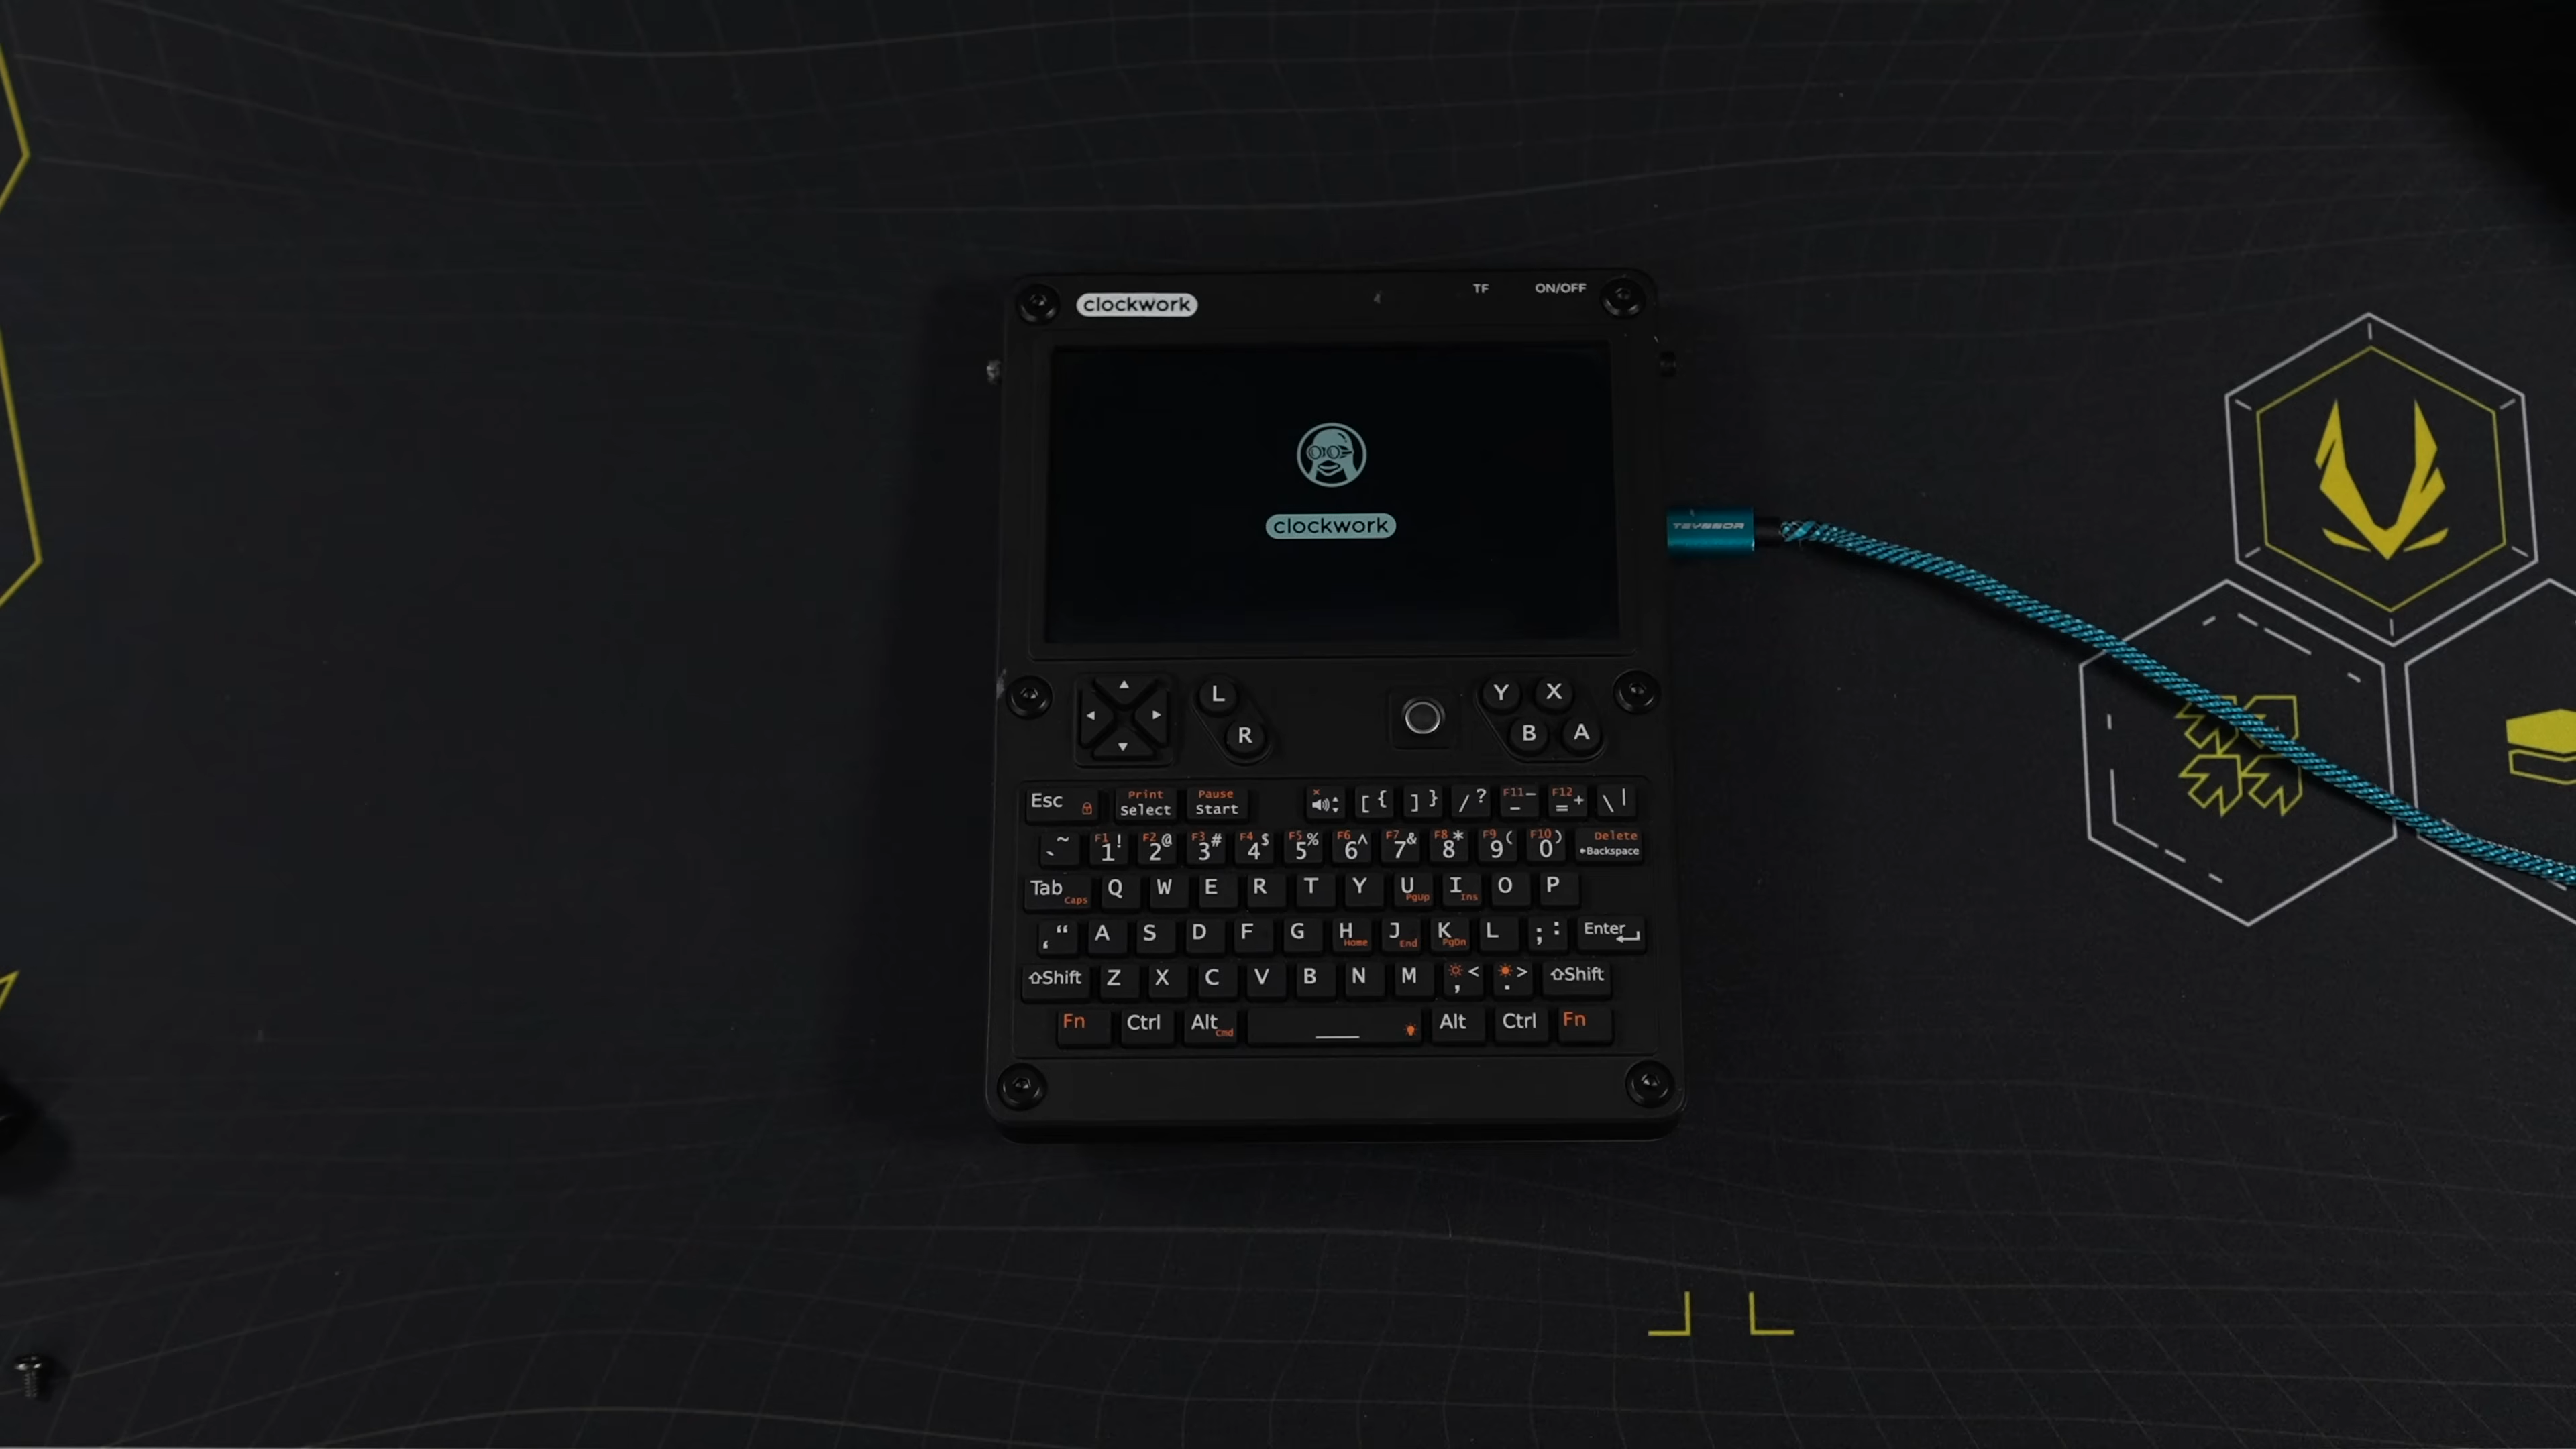 clockwork
TF ON/OFF
clockwork
TEYSSOR
L Y X
R B A
Esc Print Select Pause Start [ { ] } / ? F11 - _ F12 = + \ |
` ~ F1 1 ! F2 2 @ F3 3 # F4 4 $ F5 5 % F6 6 ^ F7 7 & F8 8 * F9 9 ( F10 0 ) Delete Backspace
Tab Caps Q W E R T Y U PgUp I Ins O P
‘ “ A S D F G H Home J End K PgDn L ; : Enter
Shift Z X C V B N M , < . > Shift
Fn Ctrl Alt Cmd Alt Ctrl Fn